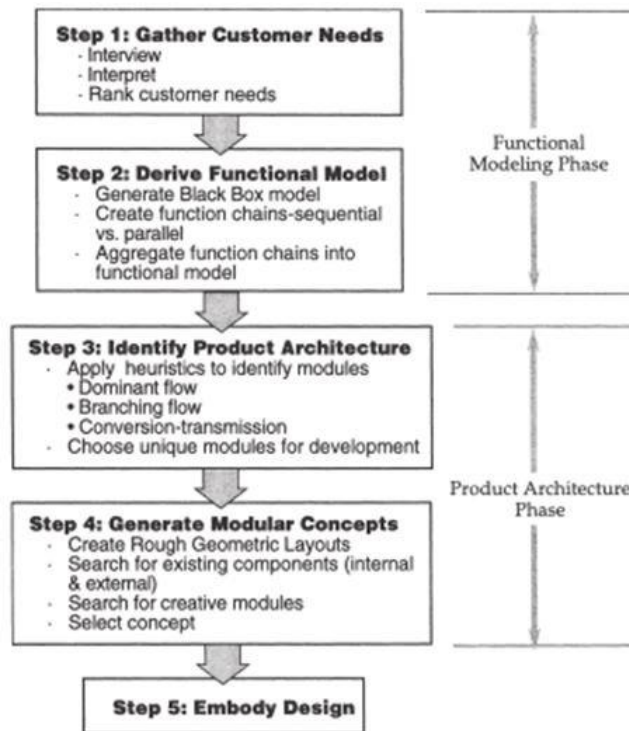 Step 1: Gather Customer Needs
· Interview
· Interpret
· Rank customer needs
Functional
Modeling Phase
Step 2: Derive Functional Model
· Generate Black Box model
· Create function chains-sequential
vs. parallel
· Aggregate function chains into
functional model
Step 3: Identify Product Architecture
· Apply heuristics to identify modules
• Dominant flow
• Branching flow
• Conversion-transmission
· Choose unique modules for development
Product Architecture
Phase
Step 4: Generate Modular Concepts
· Create Rough Geometric Layouts
· Search for existing components (internal
& external)
· Search for creative modules
· Select concept
Step 5: Embody Design